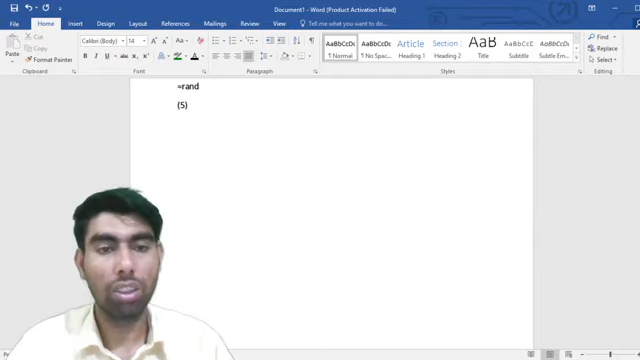 Document1 - Word (Product Activation Failed)
File Home Insert Design Layout References Mailings Review View Help Tell me what you want to do...
Cut
Copy
Format Painter
Paste
Clipboard
Calibri (Body) 14
Font
Paragraph
AaBbCcDc AaBbCcDc Article Section AaB AaBbCcD AaBbCcDc
¶ Normal ¶ No Spac... Heading 1 Heading 2 Title Subtitle Subtle Em...
Styles
Find
Replace
Select
Editing
=rand
(5)